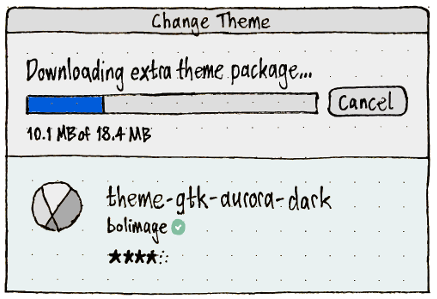 Change Theme
Downloading extra theme package...
Cancel
10.1 MB of 18.4 MB
theme-gtk-aurora-dark
bolimage